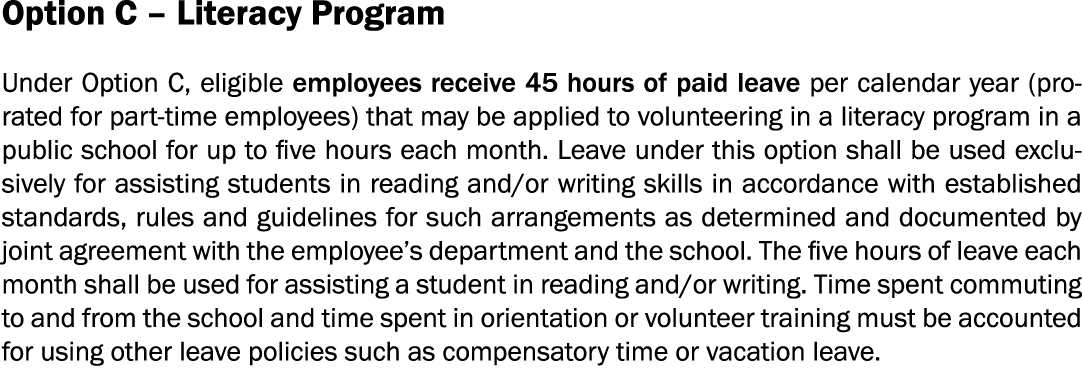 Option C – Literacy Program
Under Option C, eligible employees receive 45 hours of paid leave per calendar year (pro-
rated for part-time employees) that may be applied to volunteering in a literacy program in a
public school for up to five hours each month. Leave under this option shall be used exclu-
sively for assisting students in reading and/or writing skills in accordance with established
standards, rules and guidelines for such arrangements as determined and documented by
joint agreement with the employee’s department and the school. The five hours of leave each
month shall be used for assisting a student in reading and/or writing. Time spent commuting
to and from the school and time spent in orientation or volunteer training must be accounted
for using other leave policies such as compensatory time or vacation leave.